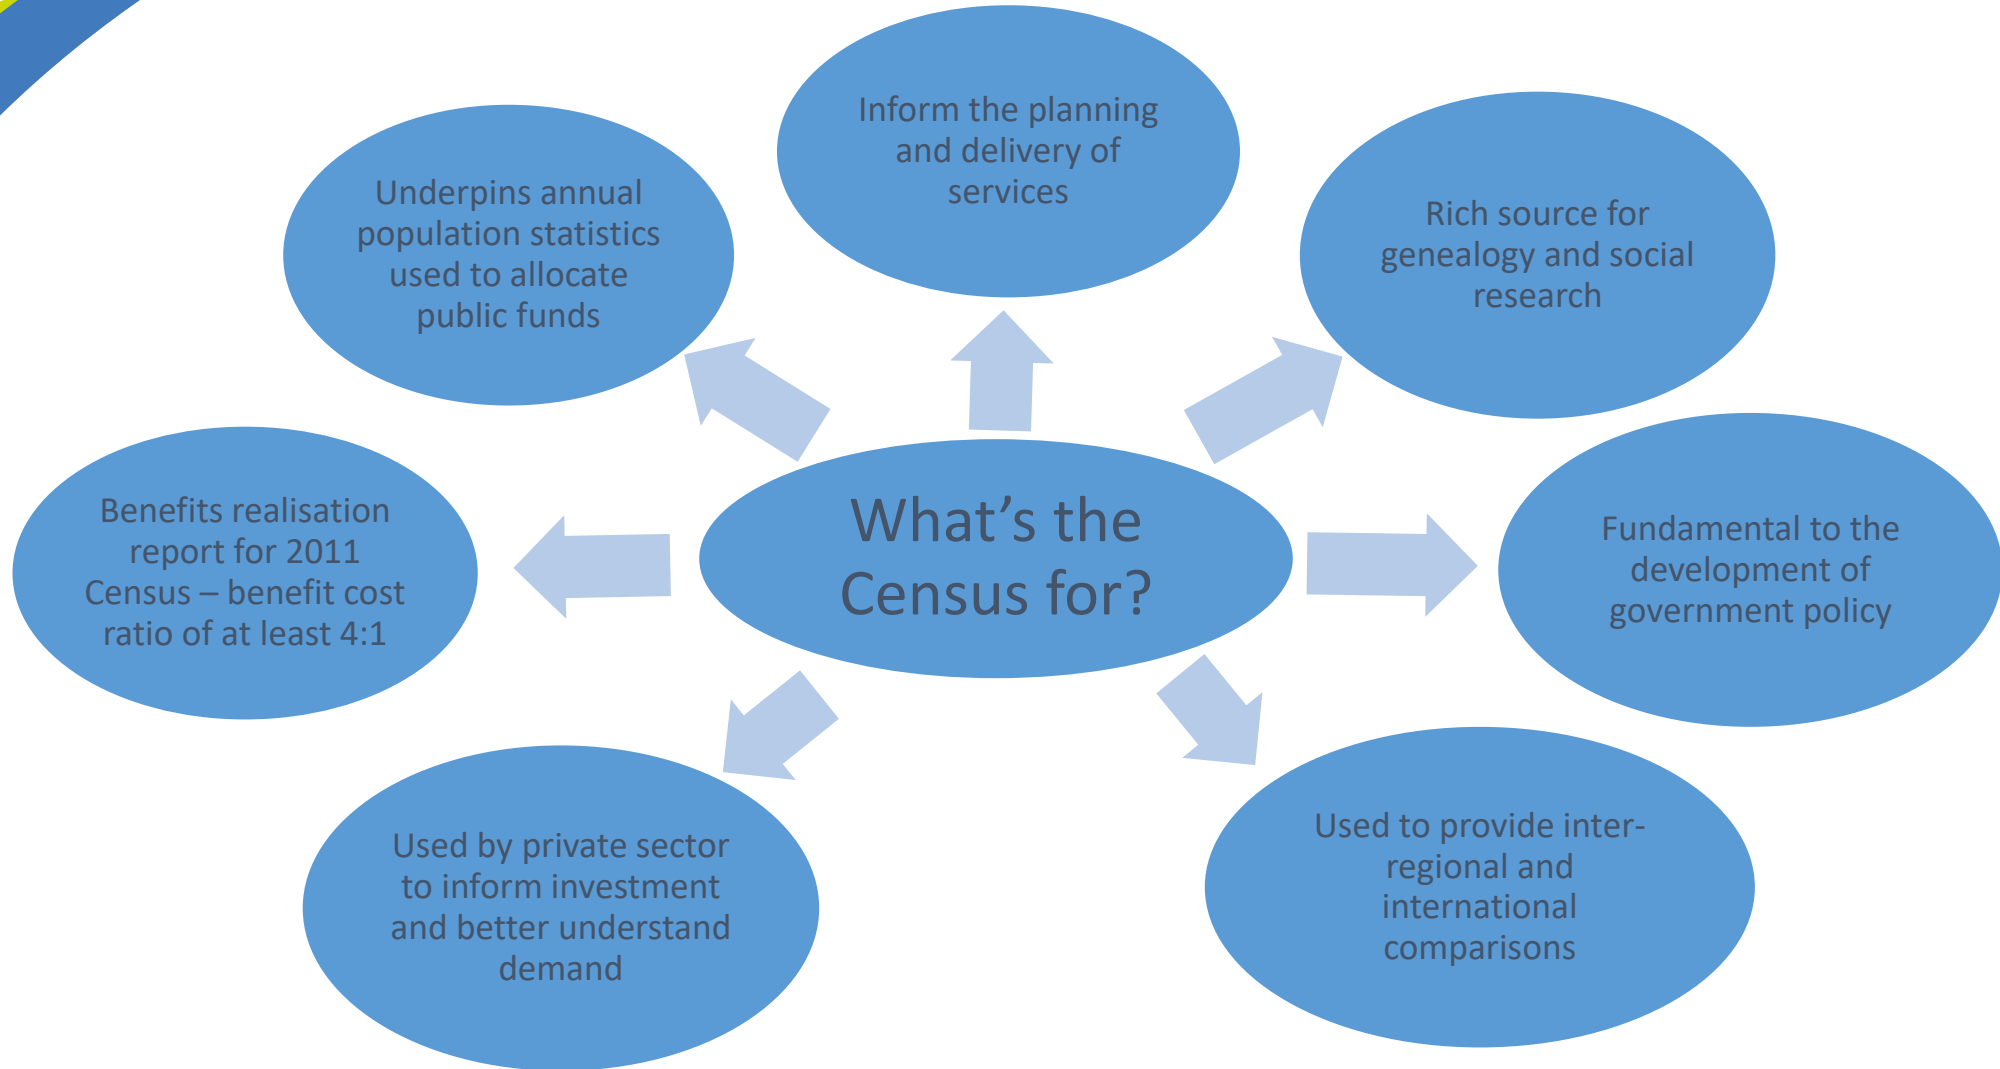 Inform the planning
and delivery of
services
Underpins annual
population statistics
used to allocate
public funds
Rich source for
genealogy and social
research
Benefits realisation
report for 2011
Census – benefit cost
ratio of at least 4:1
What’s the
Census for?
Fundamental to the
development of
government policy
Used by private sector
to inform investment
and better understand
demand
Used to provide inter-
regional and
international
comparisons